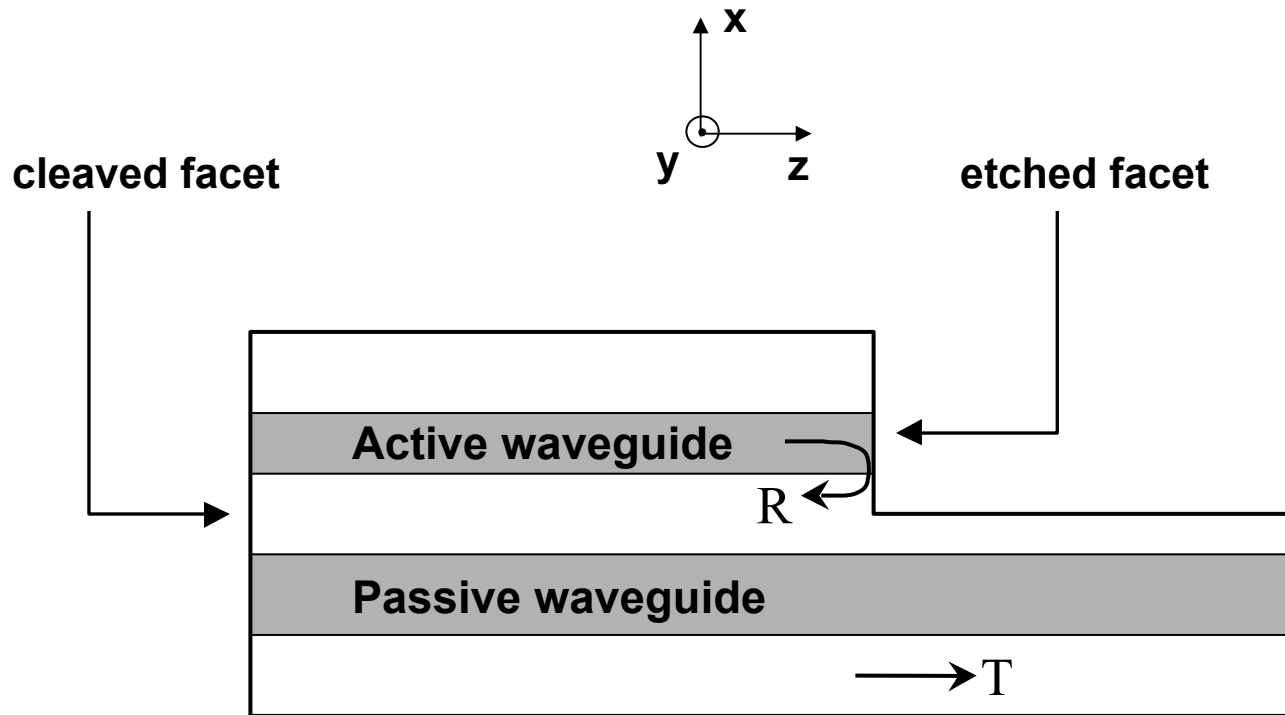 x
y
z
cleaved facet
etched facet
Active waveguide
R
Passive waveguide
T